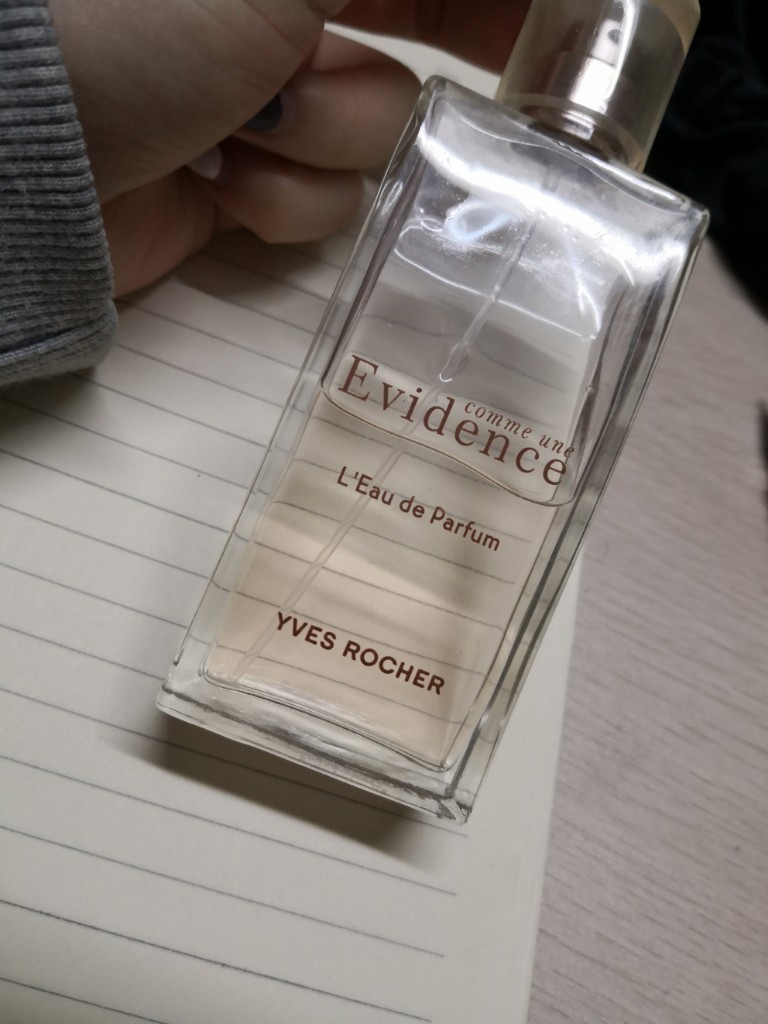 comme une
Evidence
L'Eau de Parfum
YVES ROCHER